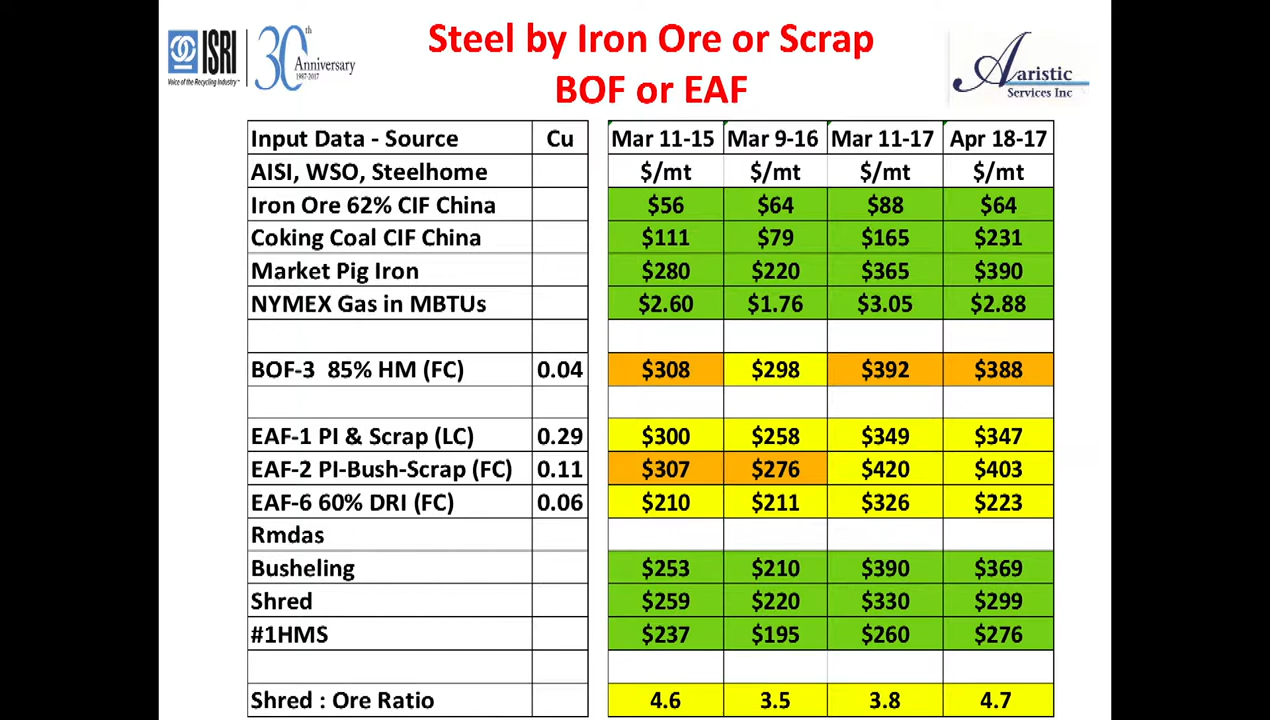 ISRI
Voice of the Recycling Industry™
30th
Anniversary
1987-2017
Steel by Iron Ore or Scrap
BOF or EAF
Aaristic
Services Inc
Input Data - Source Cu Mar 11-15 Mar 9-16 Mar 11-17 Apr 18-17
AISI, WSO, Steelhome $/mt $/mt $/mt $/mt
Iron Ore 62% CIF China $56 $64 $88 $64
Coking Coal CIF China $111 $79 $165 $231
Market Pig Iron $280 $220 $365 $390
NYMEX Gas in MBTUs $2.60 $1.76 $3.05 $2.88
BOF-3 85% HM (FC) 0.04 $308 $298 $392 $388
EAF-1 PI & Scrap (LC) 0.29 $300 $258 $349 $347
EAF-2 PI-Bush-Scrap (FC) 0.11 $307 $276 $420 $403
EAF-6 60% DRI (FC) 0.06 $210 $211 $326 $223
Rmdas
Busheling $253 $210 $390 $369
Shred $259 $220 $330 $299
#1HMS $237 $195 $260 $276
Shred : Ore Ratio 4.6 3.5 3.8 4.7